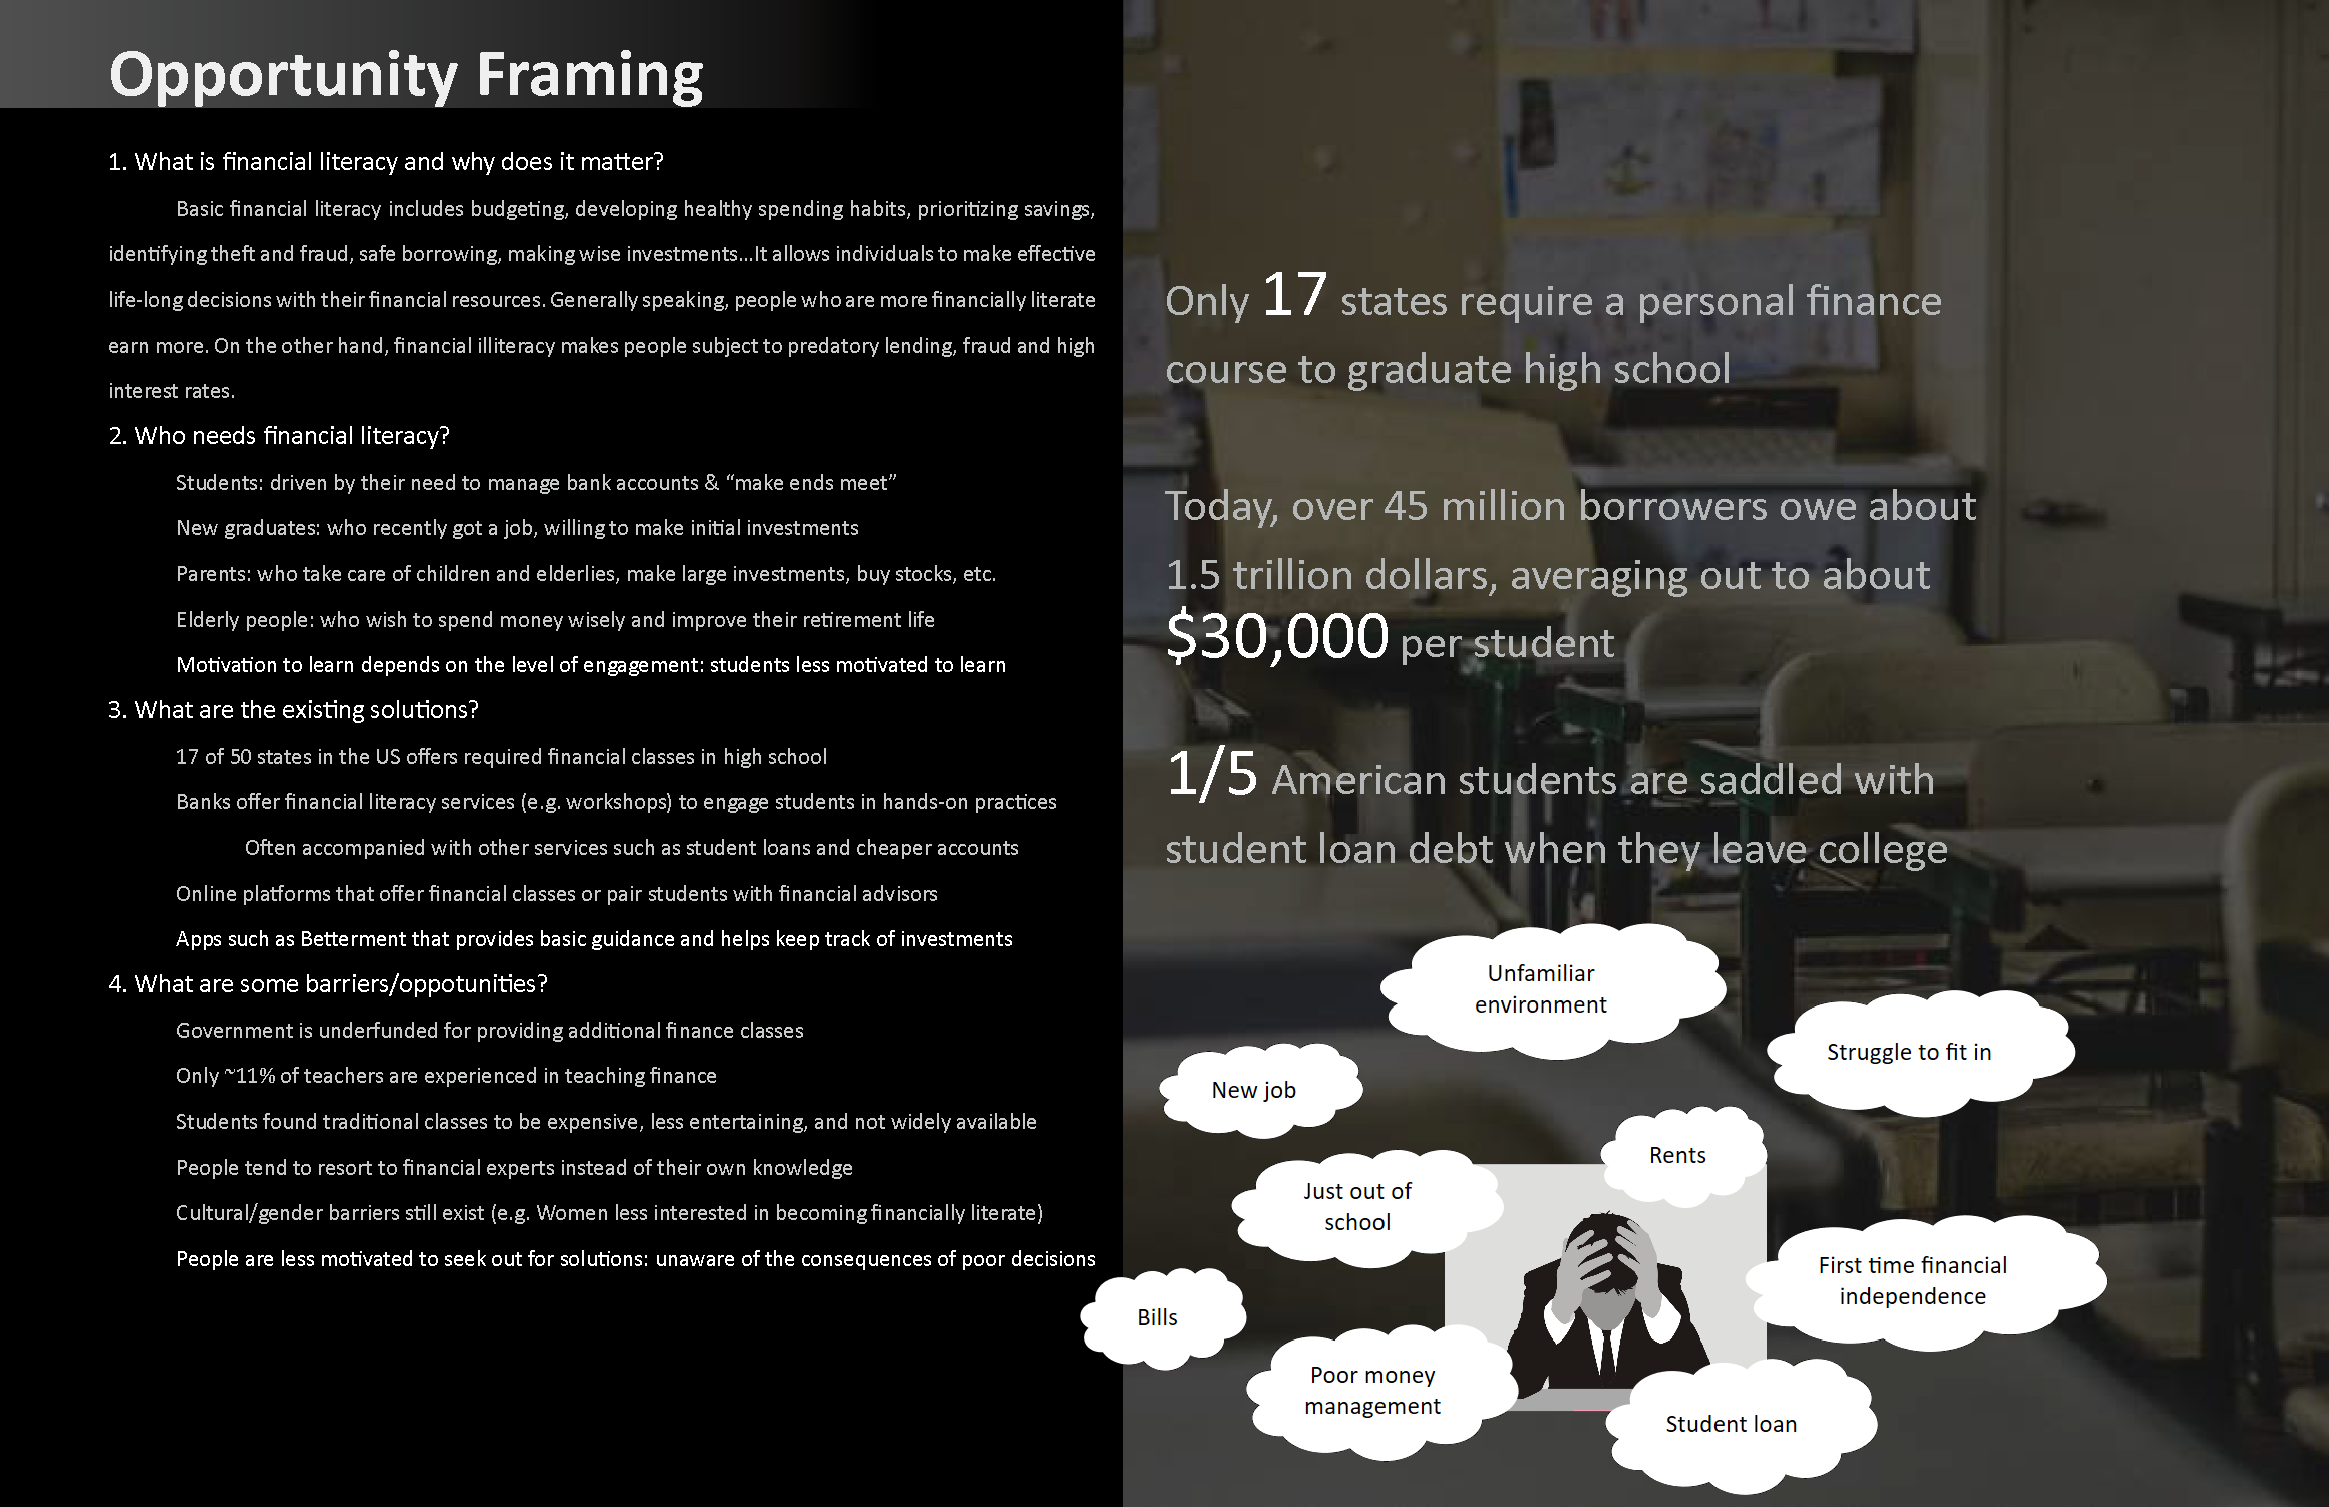 Opportunity Framing
1. What is financial literacy and why does it matter?
Basic financial literacy includes budgeting, developing healthy spending habits, prioritizing savings,
identifying theft and fraud, safe borrowing, making wise investments...It allows individuals to make effective
life-long decisions with their financial resources. Generally speaking, people who are more financially literate
earn more. On the other hand, financial illiteracy makes people subject to predatory lending, fraud and high
interest rates.
2. Who needs financial literacy?
Students: driven by their need to manage bank accounts & “make ends meet”
New graduates: who recently got a job, willing to make initial investments
Parents: who take care of children and elderlies, make large investments, buy stocks, etc.
Elderly people: who wish to spend money wisely and improve their retirement life
Motivation to learn depends on the level of engagement: students less motivated to learn
3. What are the existing solutions?
17 of 50 states in the US offers required financial classes in high school
Banks offer financial literacy services (e.g. workshops) to engage students in hands-on practices
Often accompanied with other services such as student loans and cheaper accounts
Online platforms that offer financial classes or pair students with financial advisors
Apps such as Betterment that provides basic guidance and helps keep track of investments
4. What are some barriers/oppotunities?
Government is underfunded for providing additional finance classes
Only ~11% of teachers are experienced in teaching finance
Students found traditional classes to be expensive, less entertaining, and not widely available
People tend to resort to financial experts instead of their own knowledge
Cultural/gender barriers still exist (e.g. Women less interested in becoming financially literate)
People are less motivated to seek out for solutions: unaware of the consequences of poor decisions
Only 17 states require a personal finance
course to graduate high school
Today, over 45 million borrowers owe about
1.5 trillion dollars, averaging out to about
$30,000 per student
1/5 American students are saddled with
student loan debt when they leave college
Unfamiliar
environment
Struggle to fit in
New job
Rents
Just out of
school
First time financial
independence
Bills
Poor money
management
Student loan